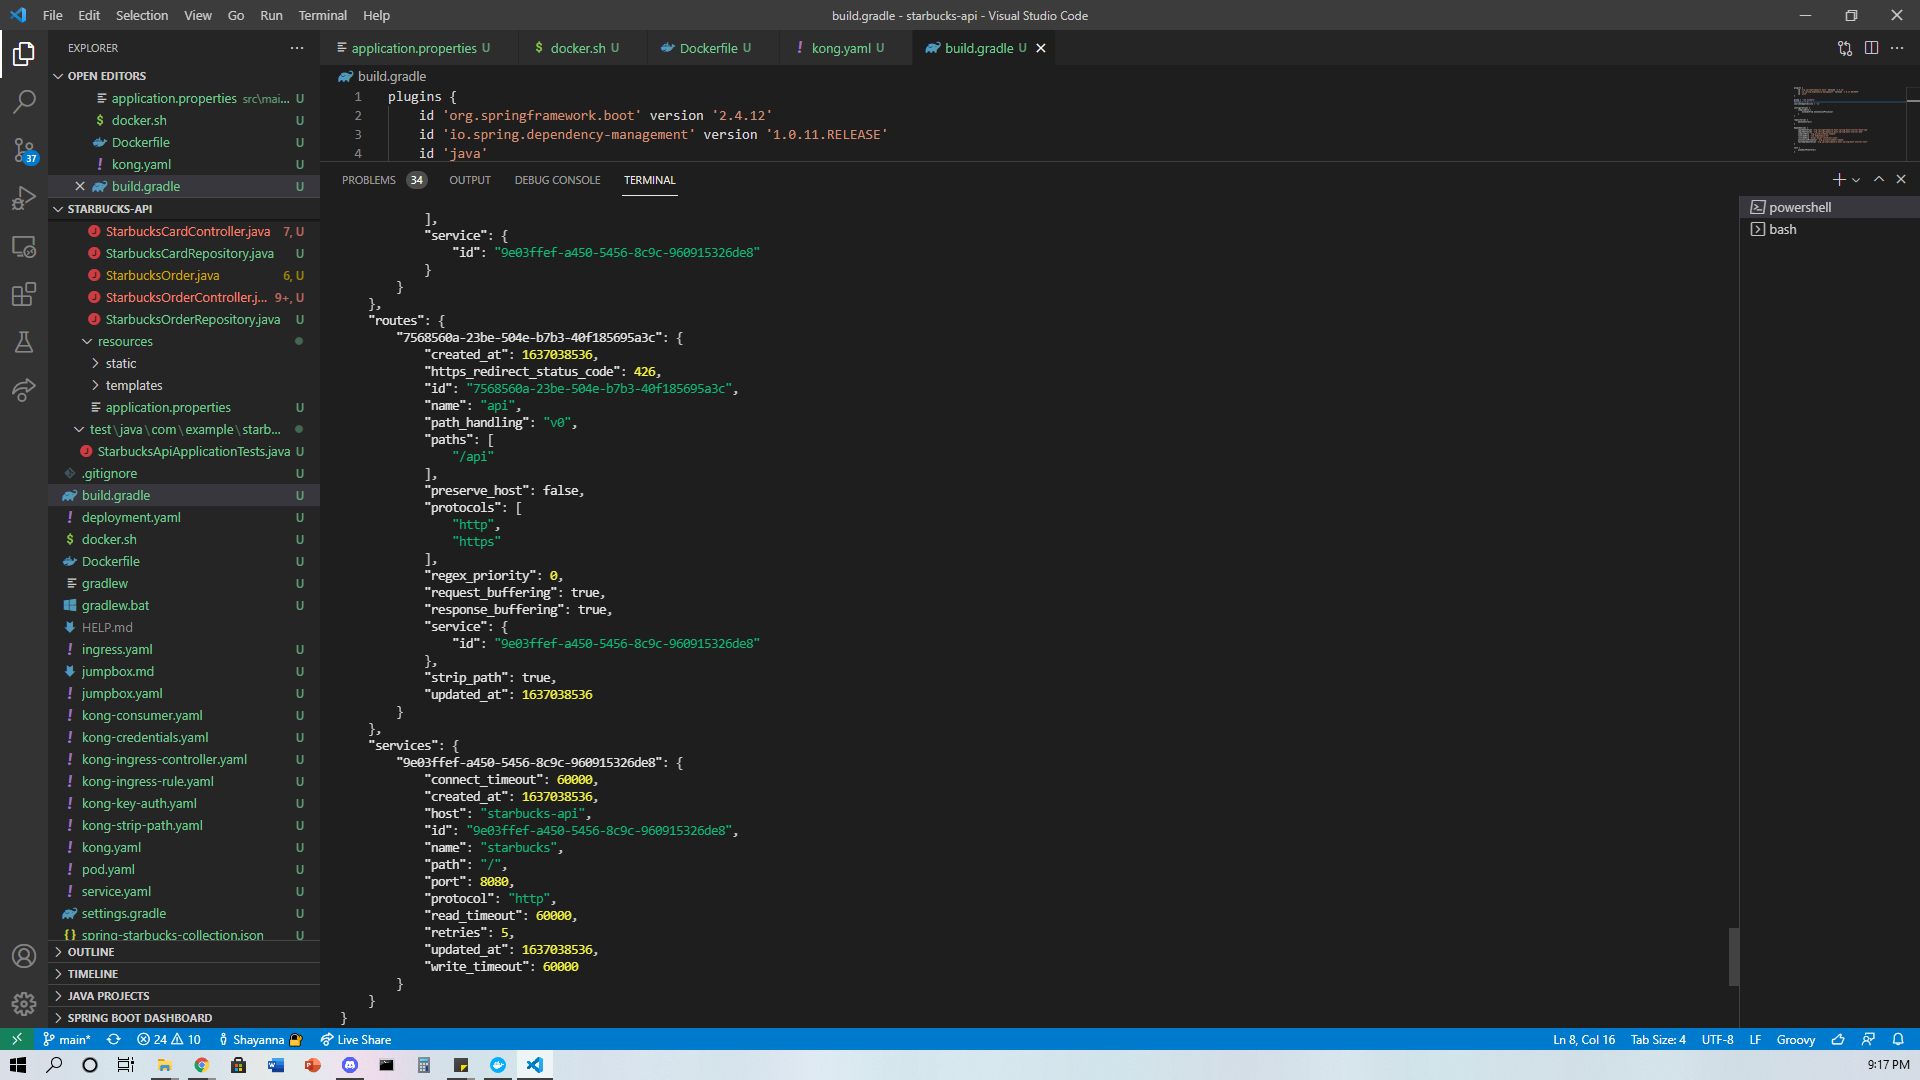 File Edit Selection View Go Run Terminal Help
build.gradle - starbucks-api - Visual Studio Code
EXPLORER
OPEN EDITORS
application.properties src\mai... U
docker.sh U
Dockerfile U
kong.yaml U
build.gradle U
STARBUCKS-API
StarbucksCardController.java 7, U
StarbucksCardRepository.java U
StarbucksOrder.java 6, U
StarbucksOrderController.j... 9+, U
StarbucksOrderRepository.java U
resources
static
templates
application.properties U
test\java\com\example\starb...
StarbucksApiApplicationTests.java U
.gitignore U
build.gradle U
deployment.yaml U
docker.sh U
Dockerfile U
gradlew U
gradlew.bat U
HELP.md
ingress.yaml U
jumpbox.md U
jumpbox.yaml U
kong-consumer.yaml U
kong-credentials.yaml U
kong-ingress-controller.yaml U
kong-ingress-rule.yaml U
kong-key-auth.yaml U
kong-strip-path.yaml U
kong.yaml U
pod.yaml U
service.yaml U
settings.gradle U
spring-starbucks-collection.json U
OUTLINE
TIMELINE
JAVA PROJECTS
SPRING BOOT DASHBOARD
37
application.properties U docker.sh U Dockerfile U kong.yaml U build.gradle U
build.gradle
1 plugins {
2 id 'org.springframework.boot' version '2.4.12'
3 id 'io.spring.dependency-management' version '1.0.11.RELEASE'
4 id 'java'
PROBLEMS 34 OUTPUT DEBUG CONSOLE TERMINAL
powershell
bash
],
"service": {
"id": "9e03ffef-a450-5456-8c9c-960915326de8"
}
}
},
"routes": {
"7568560a-23be-504e-b7b3-40f185695a3c": {
"created_at": 1637038536,
"https_redirect_status_code": 426,
"id": "7568560a-23be-504e-b7b3-40f185695a3c",
"name": "api",
"path_handling": "v0",
"paths": [
"/api"
],
"preserve_host": false,
"protocols": [
"http",
"https"
],
"regex_priority": 0,
"request_buffering": true,
"response_buffering": true,
"service": {
"id": "9e03ffef-a450-5456-8c9c-960915326de8"
},
"strip_path": true,
"updated_at": 1637038536
}
},
"services": {
"9e03ffef-a450-5456-8c9c-960915326de8": {
"connect_timeout": 60000,
"created_at": 1637038536,
"host": "starbucks-api",
"id": "9e03ffef-a450-5456-8c9c-960915326de8",
"name": "starbucks",
"path": "/",
"port": 8080,
"protocol": "http",
"read_timeout": 60000,
"retries": 5,
"updated_at": 1637038536,
"write_timeout": 60000
}
}
}
main* 24 10 Shayanna Live Share
Ln 8, Col 16 Tab Size: 4 UTF-8 LF Groovy
9:17 PM